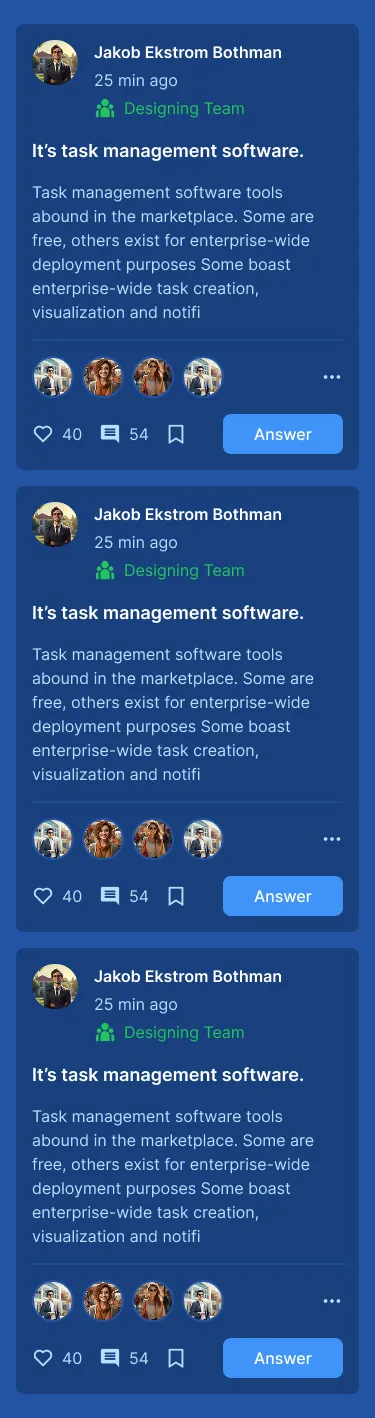 Jakob Ekstrom Bothman
25 min ago
Designing Team
It’s task management software.
Task management software tools
abound in the marketplace. Some are
free, others exist for enterprise-wide
deployment purposes Some boast
enterprise-wide task creation,
visualization and notifi
40 54 Answer
Jakob Ekstrom Bothman
25 min ago
Designing Team
It’s task management software.
Task management software tools
abound in the marketplace. Some are
free, others exist for enterprise-wide
deployment purposes Some boast
enterprise-wide task creation,
visualization and notifi
40 54 Answer
Jakob Ekstrom Bothman
25 min ago
Designing Team
It’s task management software.
Task management software tools
abound in the marketplace. Some are
free, others exist for enterprise-wide
deployment purposes Some boast
enterprise-wide task creation,
visualization and notifi
40 54 Answer